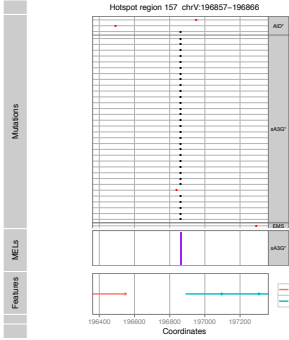 Hotspot region 157 chrV:196857−196866
Mutations
AID*
sA3G*
EMS
MELs
sA3G*
Features
196400 196600 196800 197000 197200
Coordinates